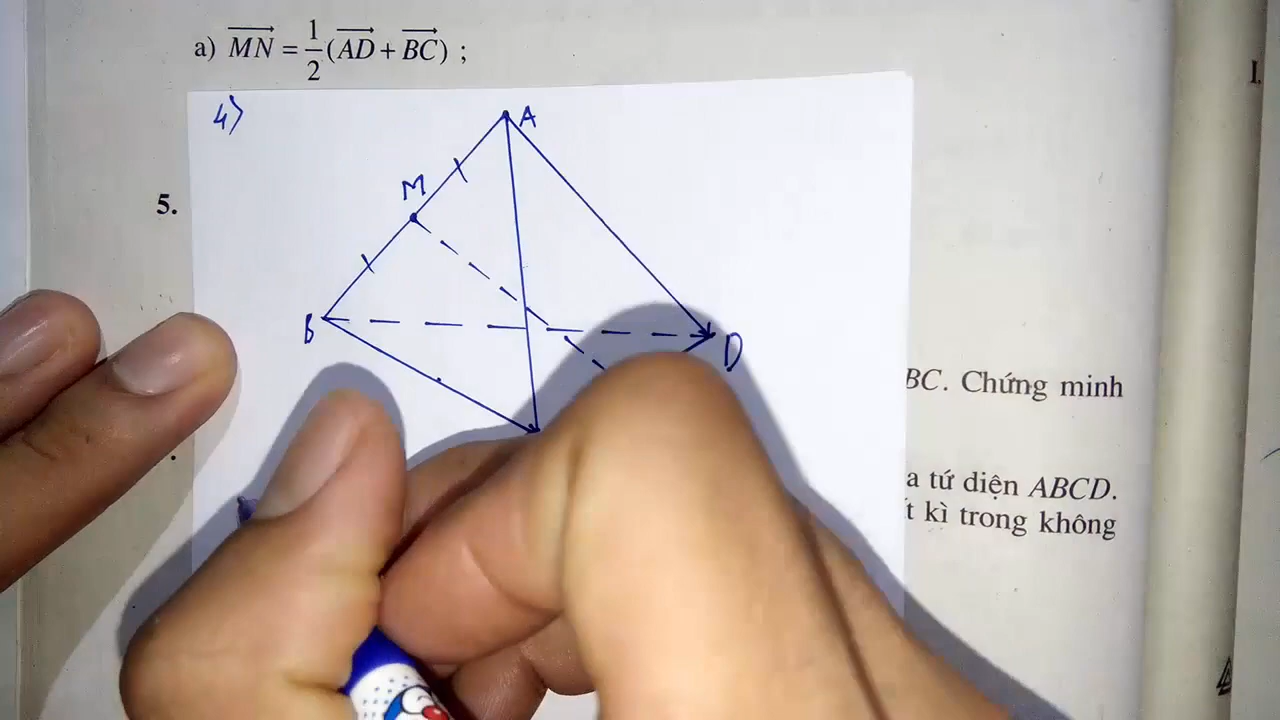 a) $\overrightarrow{MN} = \frac{1}{2}(\overrightarrow{AD} + \overrightarrow{BC})$ ;
4)
A
M
5.
B
D
BC. Chứng minh
a tứ diện ABCD.
t kì trong không
I.